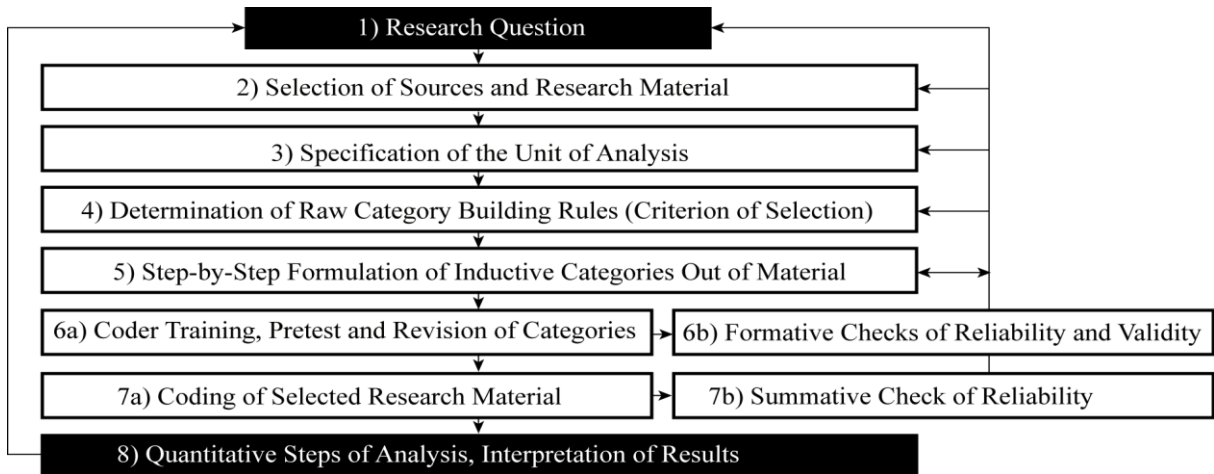 1) Research Question
2) Selection of Sources and Research Material
3) Specification of the Unit of Analysis
4) Determination of Raw Category Building Rules (Criterion of Selection)
5) Step-by-Step Formulation of Inductive Categories Out of Material
6a) Coder Training, Pretest and Revision of Categories
6b) Formative Checks of Reliability and Validity
7a) Coding of Selected Research Material
7b) Summative Check of Reliability
8) Quantitative Steps of Analysis, Interpretation of Results